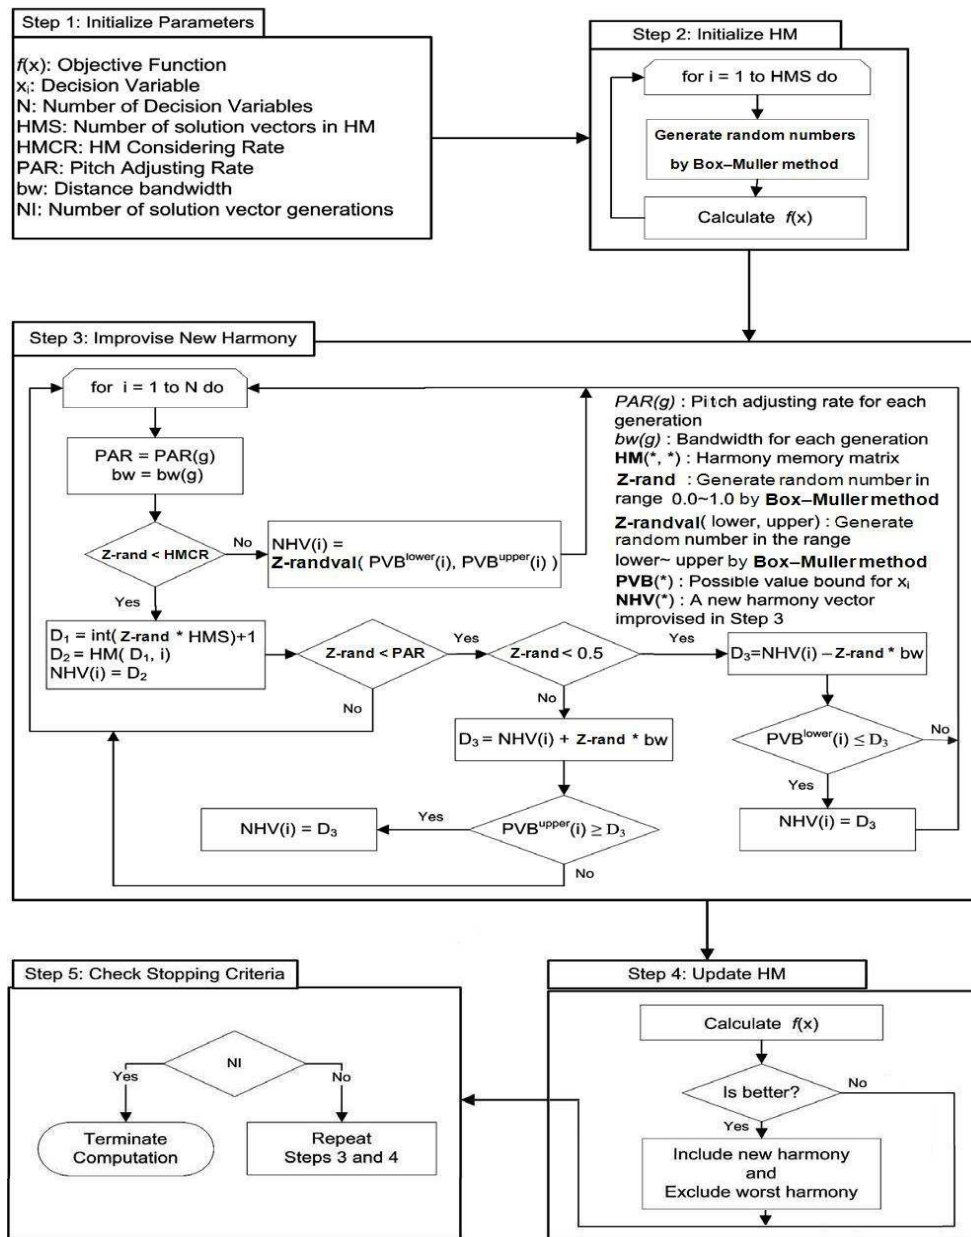 Step 1: Initialize Parameters
f(x): Objective Function
xᵢ: Decision Variable
N: Number of Decision Variables
HMS: Number of solution vectors in HM
HMCR: HM Considering Rate
PAR: Pitch Adjusting Rate
bw: Distance bandwidth
NI: Number of solution vector generations
Step 2: Initialize HM
for i = 1 to HMS do
Generate random numbers
by Box–Muller method
Calculate f(x)
Step 3: Improvise New Harmony
for i = 1 to N do
PAR = PAR(g)
bw = bw(g)
Z-rand < HMCR
No
Yes
NHV(i) =
Z-randval( PVB^lower(i), PVB^upper(i) )
PAR(g) : Pitch adjusting rate for each
generation
bw(g) : Bandwidth for each generation
HM(*, *) : Harmony memory matrix
Z-rand : Generate random number in
range 0.0~1.0 by Box–Muller method
Z-randval( lower, upper) : Generate
random number in the range
lower~ upper by Box–Muller method
PVB(*) : Possible value bound for xᵢ
NHV(*) : A new harmony vector
improvised in Step 3
D₁ = int( Z-rand * HMS)+1
D₂ = HM( D₁, i)
NHV(i) = D₂
Z-rand < PAR
Yes
No
Z-rand < 0.5
Yes
No
D₃=NHV(i) – Z-rand * bw
D₃ = NHV(i) + Z-rand * bw
PVB^lower(i) ≤ D₃
No
Yes
NHV(i) = D₃
PVB^upper(i) ≥ D₃
Yes
No
NHV(i) = D₃
Step 5: Check Stopping Criteria
NI
Yes
No
Terminate
Computation
Repeat
Steps 3 and 4
Step 4: Update HM
Calculate f(x)
Is better?
No
Yes
Include new harmony
and
Exclude worst harmony